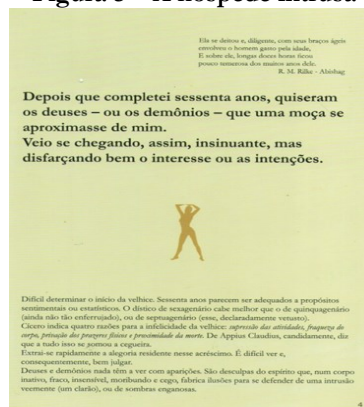 Ela se deitou e, diligente, com seus braços ágeis
envolveu o homem gasto pela idade,
E sobre ele, longas doces horas ficou
pouco temerosa dos muitos anos dele.
R. M. Rilke - Abishag
Depois que completei sessenta anos, quiseram
os deuses – ou os demônios – que uma moça se
aproximasse de mim.
Veio se chegando, assim, insinuante, mas
disfarçando bem o interesse ou as intenções.
Difícil determinar o início da velhice. Sessenta anos parecem ser adequados a propósitos
sentimentais ou estatísticos. O dístico de sexagenário cabe melhor que o de quinquagenário
(ainda não tão enferrujado), ou de septuagenário (esse, declaradamente vetusto).
Cícero indica quatro razões para a infelicidade da velhice: supressão das atividades, fraqueza do
corpo, privação dos prazeres físicos e proximidade da morte. De Appius Claudius, candidamente, diz
que a tudo isso se somou a cegueira.
Extrai-se rapidamente a alegoria residente nesse acréscimo. É difícil ver e,
consequentemente, bem julgar.
Deuses e demônios nada têm a ver com aparições. São desculpas do espírito que, num corpo
inativo, fraco, insensível, moribundo e cego, fabrica ilusões para se defender de uma intrusão
veemente (um clarão), ou de sombras enganosas.